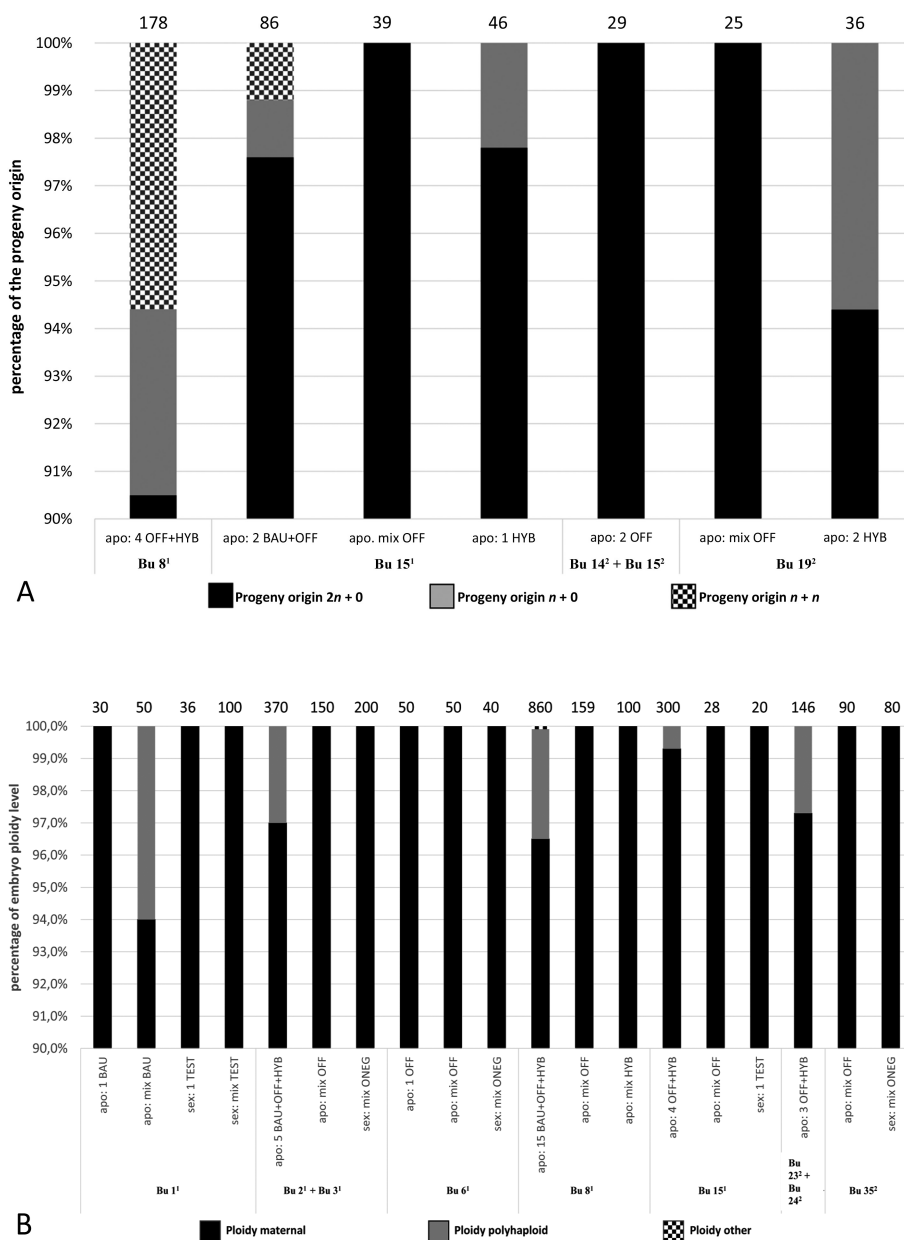 178 86 39 46 29 25 36
100%
99%
98%
97%
96%
95%
94%
93%
92%
91%
90%
percentage of the progeny origin
apo: 4 OFF+HYB apo: 2 BAU+OFF apo. mix OFF apo: 1 HYB apo: 2 OFF apo: mix OFF apo: 2 HYB
Bu 8¹ Bu 15¹ Bu 14² + Bu 15² Bu 19²
A
Progeny origin 2n + 0 Progeny origin n + 0 Progeny origin n + n
30 50 36 100 370 150 200 50 50 40 860 159 100 300 28 20 146 90 80
100,0%
99,0%
98,0%
97,0%
96,0%
95,0%
94,0%
93,0%
92,0%
91,0%
90,0%
percentage of embryo ploidy level
apo: 1 BAU
apo: mix BAU
sex: 1 TEST
sex: mix TEST
apo: 5 BAU+OFF+HYB
apo: mix OFF
sex: mix ONEG
apo: 1 OFF
apo: mix OFF
sex: mix ONEG
apo: 15 BAU+OFF+HYB
apo: mix OFF
apo: mix HYB
apo: 4 OFF+HYB
apo: mix OFF
sex: 1 TEST
apo: 3 OFF+HYB
apo: mix OFF
sex: mix ONEG
Bu 1¹ Bu 2¹ + Bu 3¹ Bu 6¹ Bu 8¹ Bu 15¹
Bu
23² +
Bu
24²
Bu 35²
B
Ploidy maternal Ploidy polyhaploid Ploidy other